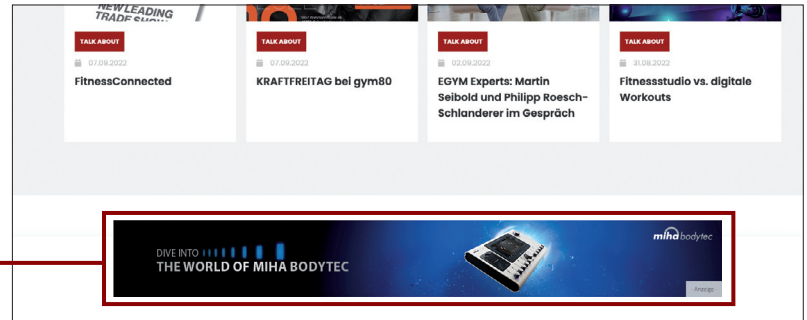 NEW LEADING
TRADE SHOW
TALK ABOUT
07.09.2022
FitnessConnected
TALK ABOUT
07.09.2022
KRAFTFREITAG bei gym80
TALK ABOUT
02.09.2022
EGYM Experts: Martin
Seibold und Philipp Roesch-
Schlanderer im Gespräch
TALK ABOUT
31.08.2022
Fitnessstudio vs. digitale
Workouts
DIVE INTO
THE WORLD OF MIHA BODYTEC
miha bodytec
Anzeige